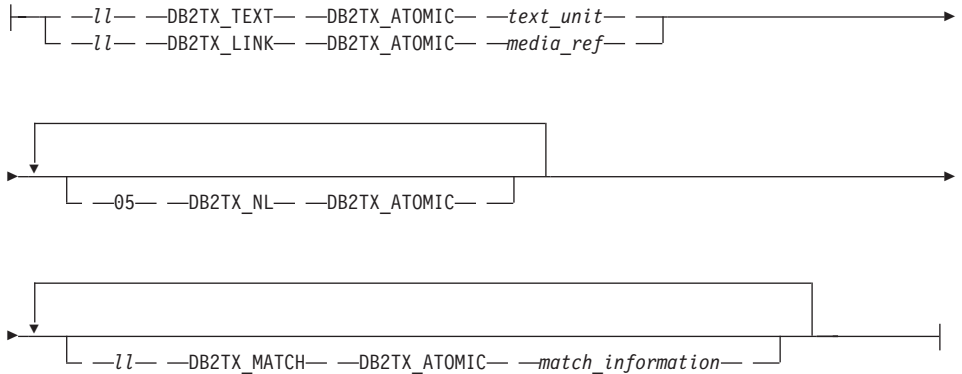 ll DB2TX_TEXT DB2TX_ATOMIC text_unit
ll DB2TX_LINK DB2TX_ATOMIC media_ref
05 DB2TX_NL DB2TX_ATOMIC
ll DB2TX_MATCH DB2TX_ATOMIC match_information